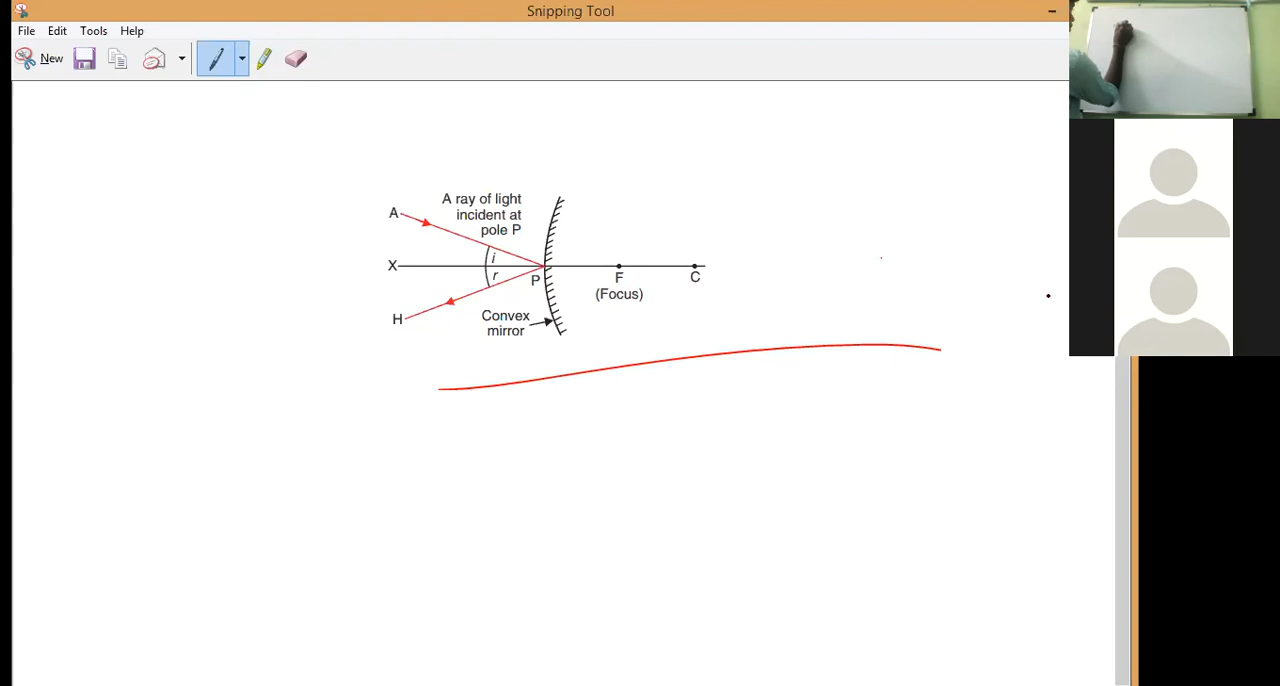 Snipping Tool
File Edit Tools Help
New
A ray of light
incident at
pole P
A
X
H
i
r
P
F
(Focus)
C
Convex
mirror